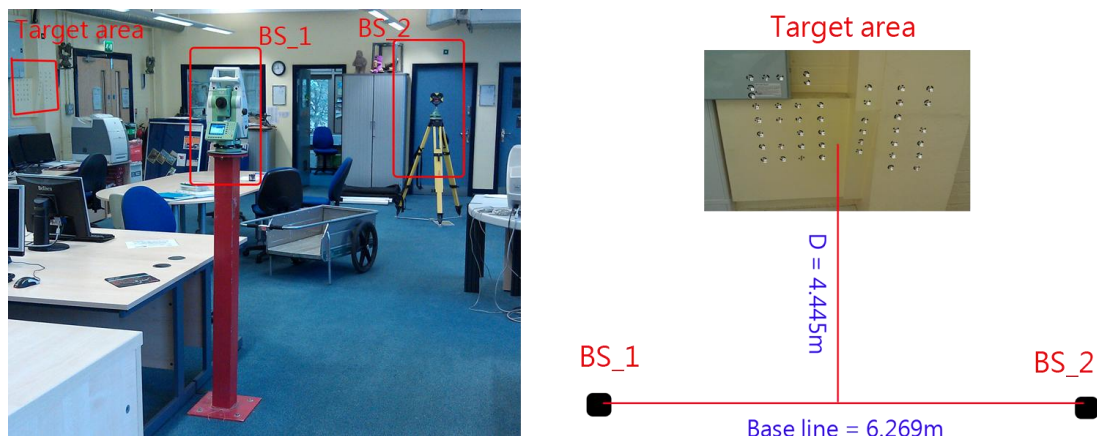 Target area
BS_1
BS_2
Target area
D = 4.445m
BS_1
BS_2
Base line = 6.269m